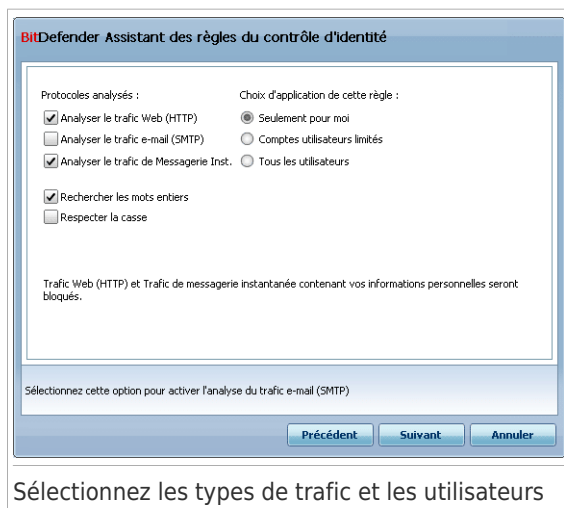 BitDefender Assistant des règles du contrôle d'identité
Protocoles analysés :
Choix d'application de cette règle :
Analyser le trafic Web (HTTP)
Seulement pour moi
Analyser le trafic e-mail (SMTP)
Comptes utilisateurs limités
Analyser le trafic de Messagerie Inst.
Tous les utilisateurs
Rechercher les mots entiers
Respecter la casse
Trafic Web (HTTP) et Trafic de messagerie instantanée contenant vos informations personnelles seront
bloqués.
Sélectionnez cette option pour activer l'analyse du trafic e-mail (SMTP)
Précédent
Suivant
Annuler
Sélectionnez les types de trafic et les utilisateurs